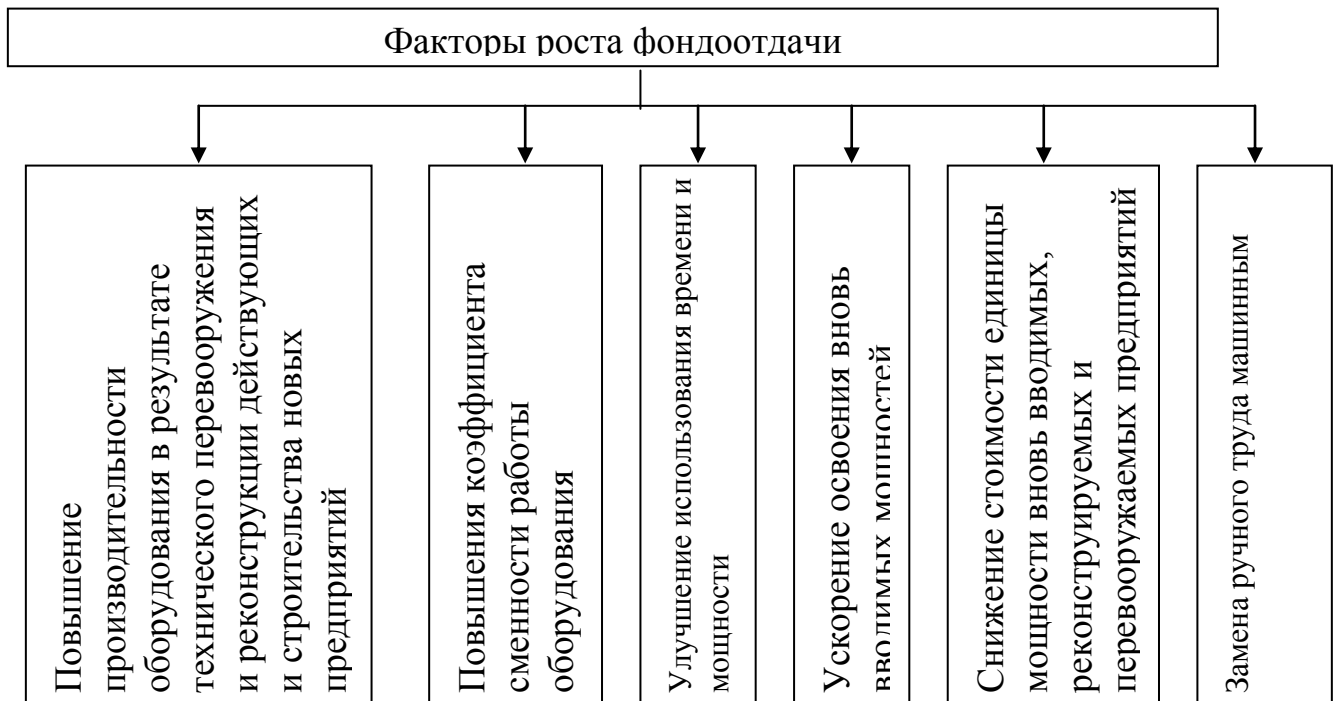 Факторы роста фондоотдачи
Повышение
производительности
оборудования в результате
технического перевооружения
и реконструкции действующих
и строительства новых
предприятий
Повышения коэффициента
сменности работы
оборудования
Улучшение использования времени и
мощности
Ускорение освоения вновь
вводимых мощностей
Снижение стоимости единицы
мощности вновь вводимых,
реконструируемых и
перевооружаемых предприятий
Замена ручного труда машинным